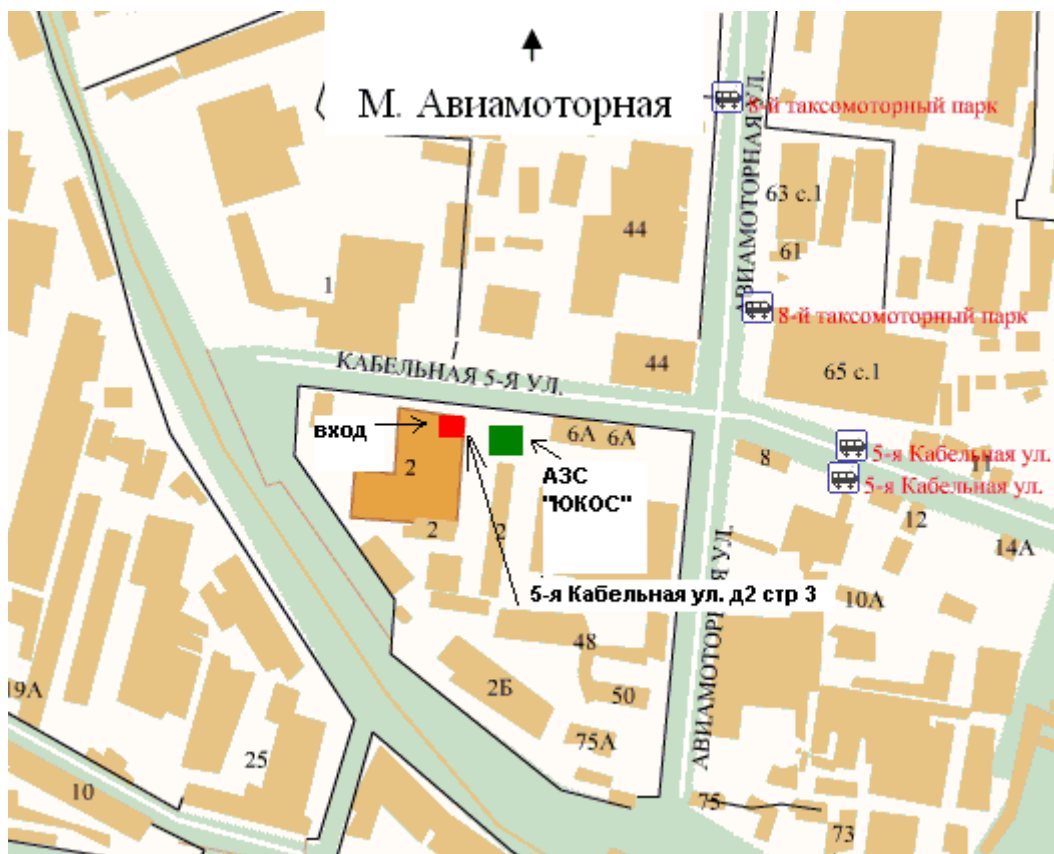 М. Авиамоторная
8-й таксомоторный парк
АВИАМОТОРНАЯ УЛ.
63 с.1
44
61
1
8-й таксомоторный парк
КАБЕЛЬНАЯ 5-Я УЛ.
44
65 с.1
вход
6А 6А
5-я Кабельная ул.
8
11
2
АЗС
"ЮКОС"
5-я Кабельная ул.
12
2
2
14А
АВИАМОТОРНАЯ УЛ.
5-я Кабельная ул. д2 стр 3
10А
48
19А
2Б
50
75А
25
10
75
73